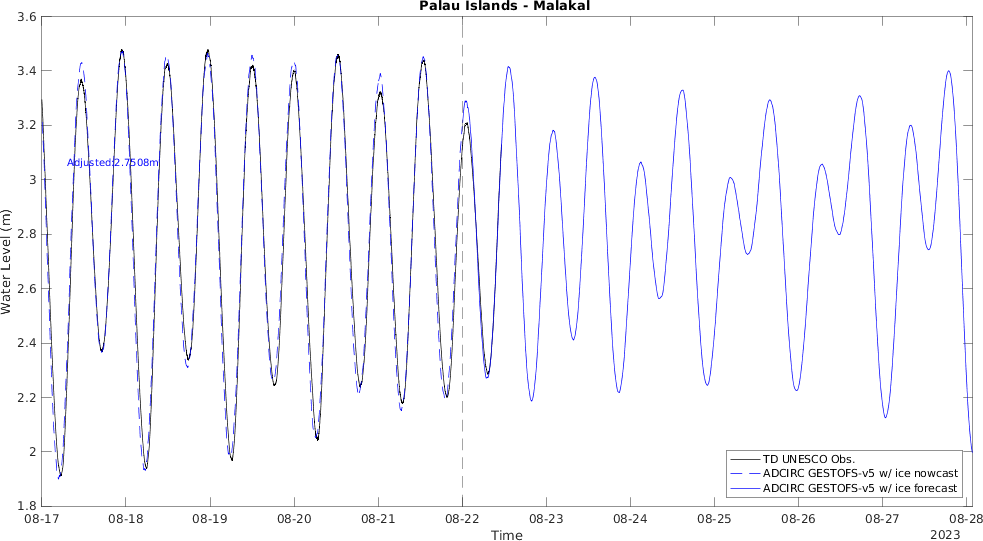 Palau Islands - Malakal
3.6
3.4
3.2
3
2.8
2.6
2.4
2.2
2
1.8
Water Level (m)
Adjusted:2.7508m
TD UNESCO Obs.
ADCIRC GESTOFS-v5 w/ ice nowcast
ADCIRC GESTOFS-v5 w/ ice forecast
08-17 08-18 08-19 08-20 08-21 08-22 08-23 08-24 08-25 08-26 08-27 08-28
Time
2023